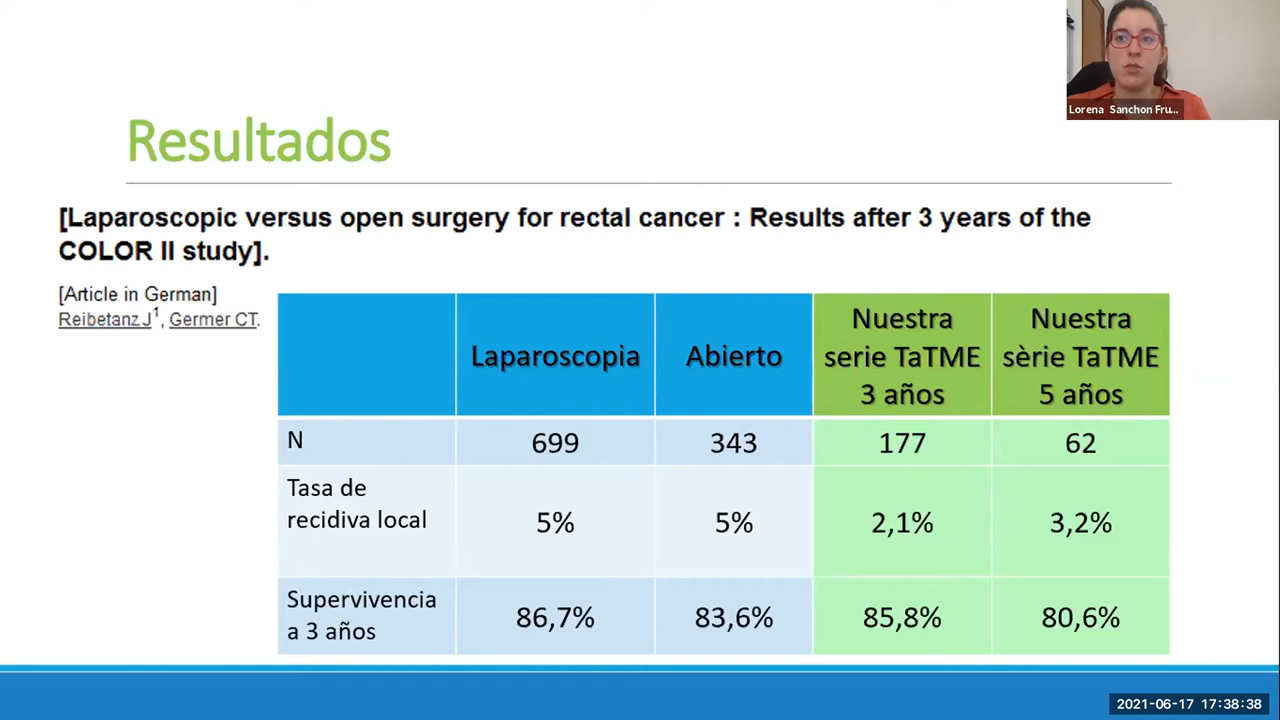 Lorena Sanchon Fru...
Resultados
[Laparoscopic versus open surgery for rectal cancer : Results after 3 years of the
COLOR II study].
[Article in German]
Reibetanz J1, Germer CT.
Laparoscopia
Abierto
Nuestra
serie TaTME
3 años
Nuestra
sèrie TaTME
5 años
N
699
343
177
62
Tasa de
recidiva local
5%
5%
2,1%
3,2%
Supervivencia
a 3 años
86,7%
83,6%
85,8%
80,6%
2021-06-17 17:38:38